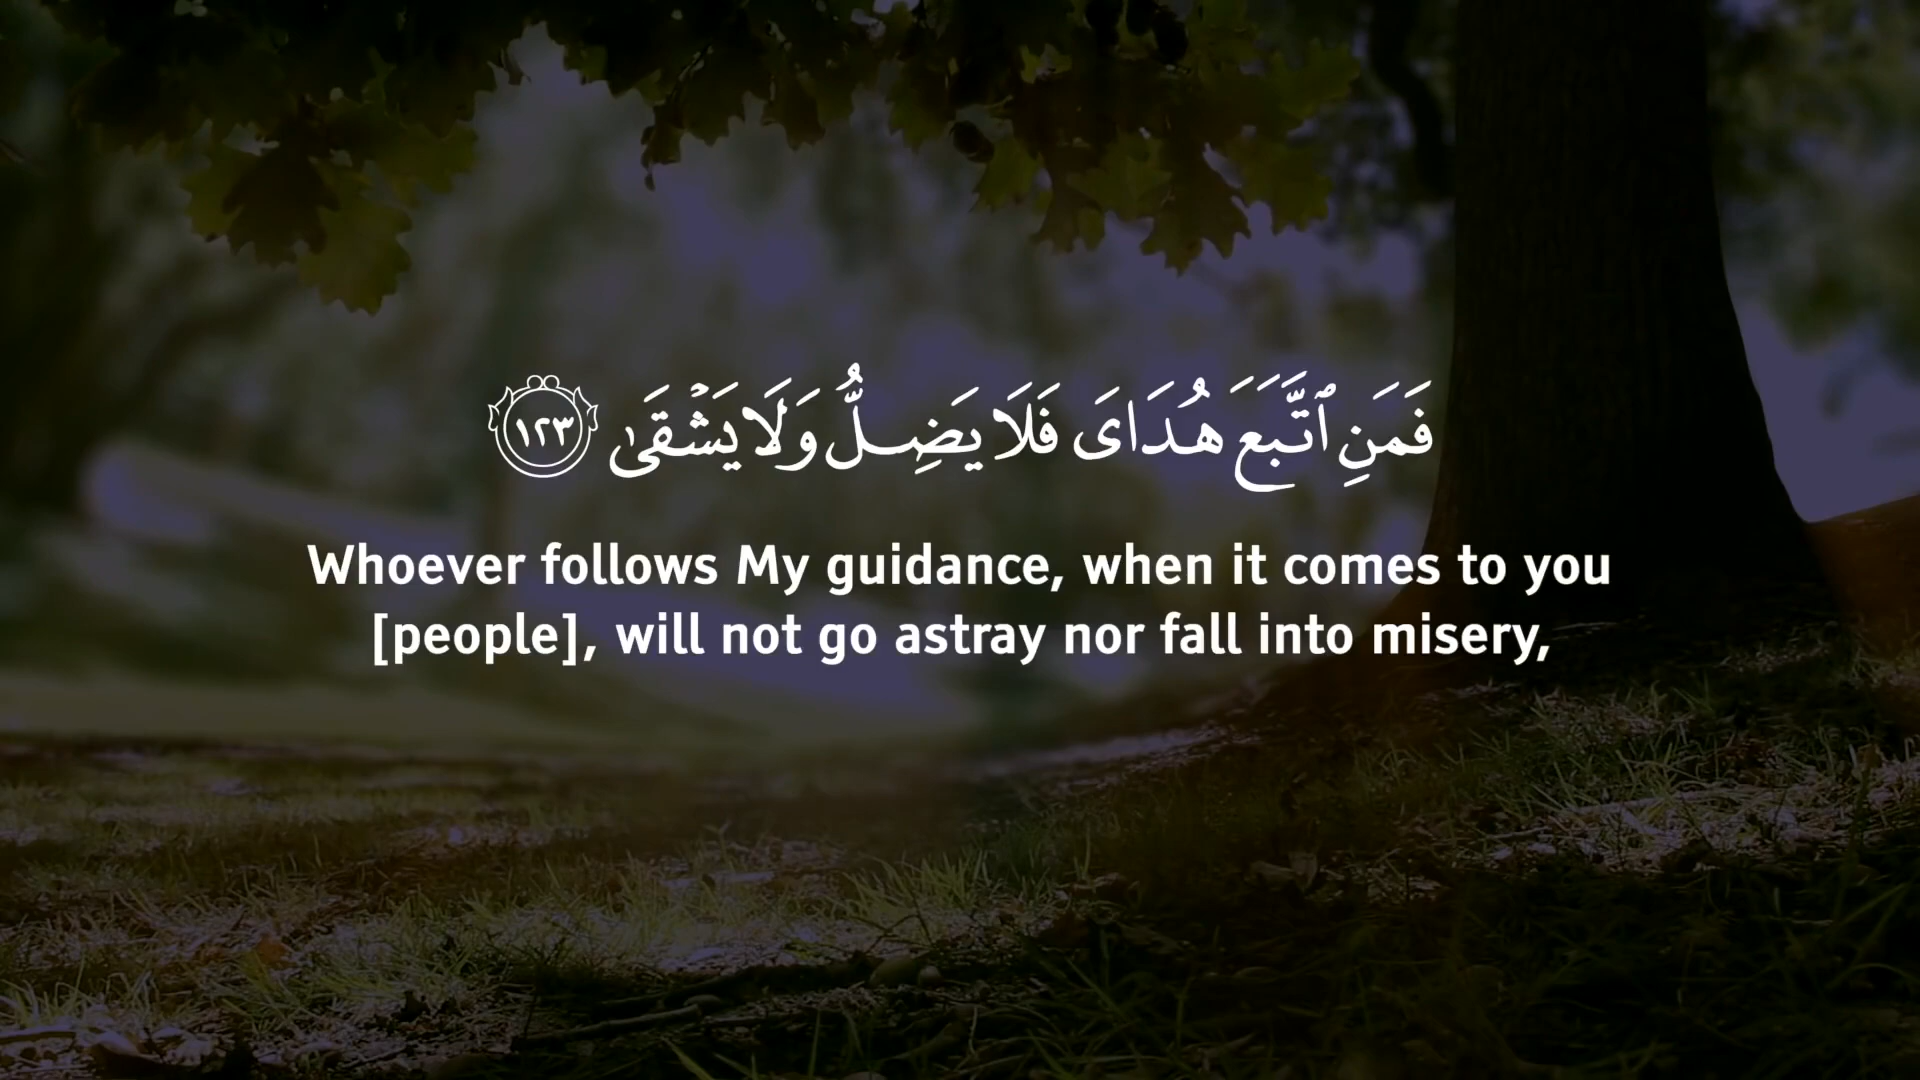 فَمَنِ ٱتَّبَعَ هُدَاىَ فَلَا يَضِلُّ وَلَا يَشْقَىٰ ١٢٣
Whoever follows My guidance, when it comes to you
[people], will not go astray nor fall into misery,